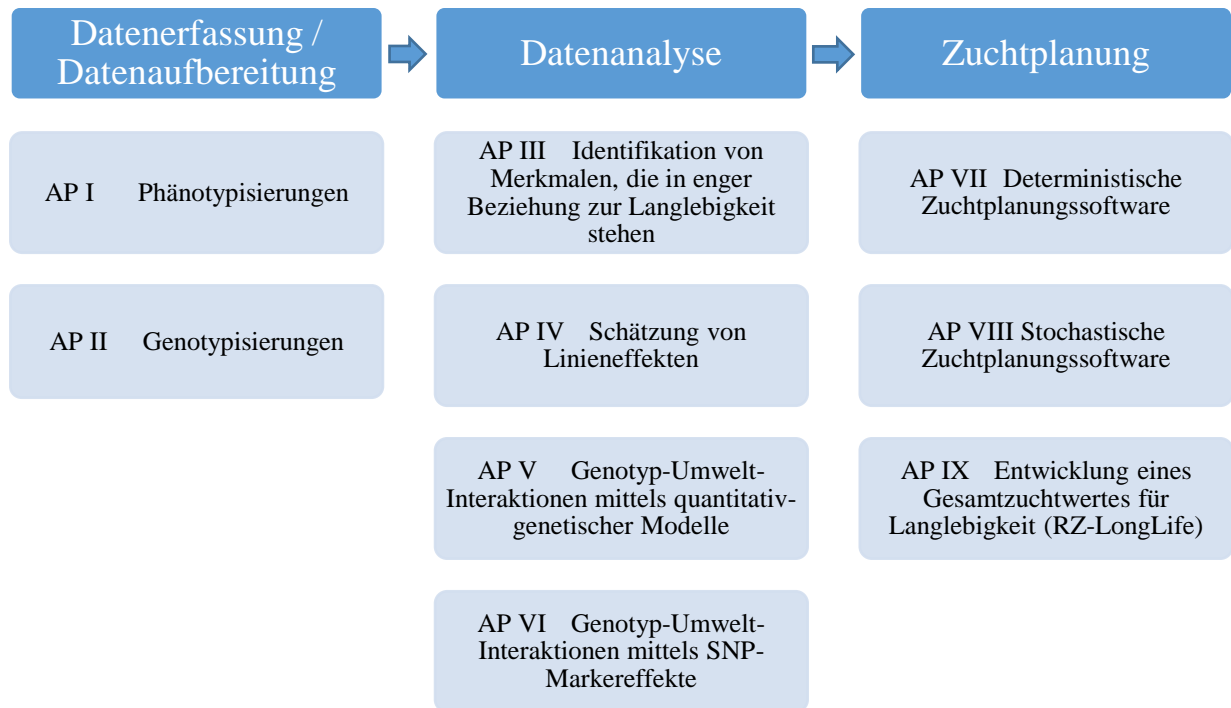 Datenerfassung /
Datenaufbereitung
Datenanalyse
Zuchtplanung
AP I Phänotypisierungen
AP II Genotypisierungen
AP III Identifikation von
Merkmalen, die in enger
Beziehung zur Langlebigkeit
stehen
AP IV Schätzung von
Linieneffekten
AP V Genotyp-Umwelt-
Interaktionen mittels quantitativ-
genetischer Modelle
AP VI Genotyp-Umwelt-
Interaktionen mittels SNP-
Markereffekte
AP VII Deterministische
Zuchtplanungssoftware
AP VIII Stochastische
Zuchtplanungssoftware
AP IX Entwicklung eines
Gesamtzuchtwertes für
Langlebigkeit (RZ-LongLife)